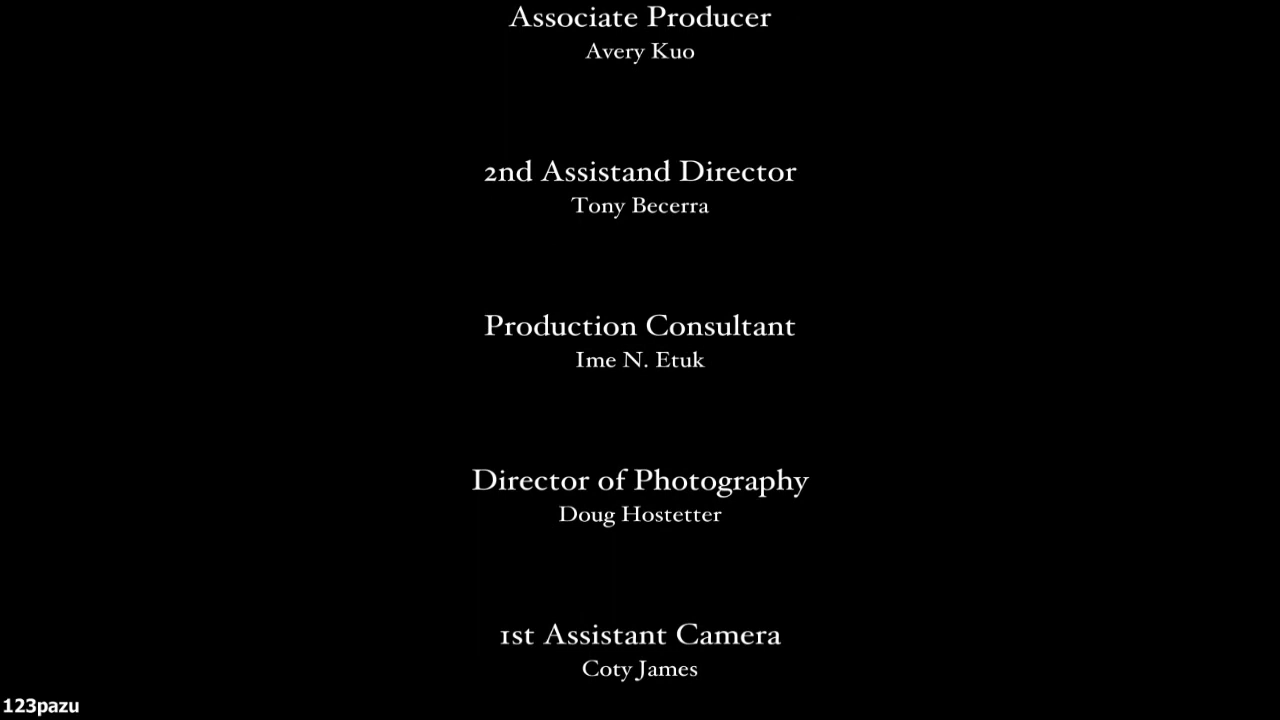 Associate Producer
Avery Kuo
2nd Assistand Director
Tony Becerra
Production Consultant
Ime N. Etuk
Director of Photography
Doug Hostetter
1st Assistant Camera
Coty James
123pazu